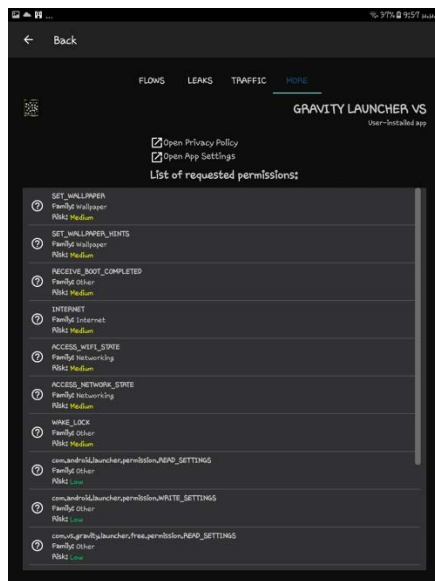 37% 9:57
Back
FLOWS LEAKS TRAFFIC MORE
GRAVITY LAUNCHER VS
User-installed app
Open Privacy Policy
Open App Settings
List of requested permissions:
SET_WALLPAPER
Family: Wallpaper
Risk: Medium
SET_WALLPAPER_HINTS
Family: Wallpaper
Risk: Medium
RECEIVE_BOOT_COMPLETED
Family: Other
Risk: Medium
INTERNET
Family: Internet
Risk: Medium
ACCESS_WIFI_STATE
Family: Networking
Risk: Medium
ACCESS_NETWORK_STATE
Family: Networking
Risk: Medium
WAKE_LOCK
Family: Other
Risk: Medium
com.android.launcher.permission.READ_SETTINGS
Family: Other
Risk: Low
com.android.launcher.permission.WRITE_SETTINGS
Family: Other
Risk: Low
com.vs.gravity.launcher.free.permission.READ_SETTINGS
Family: Other
Risk: Low